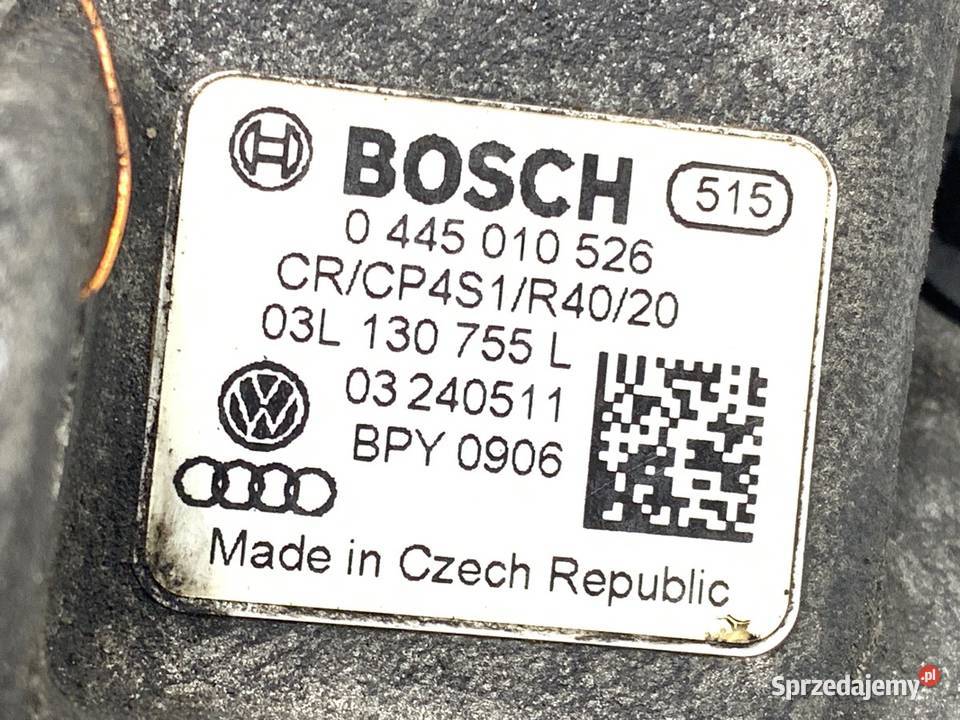 BOSCH 515
0 445 010 526
CR/CP4S1/R40/20
03L 130 755 L
03 240511
BPY 0906
Made in Czech Republic
Sprzedajemy.pl